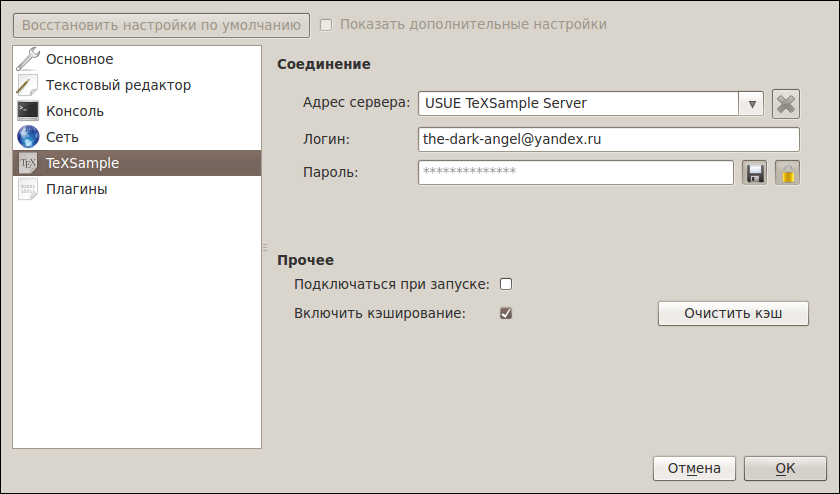 Восстановить настройки по умолчанию Показать дополнительные настройки
Основное
Текстовый редактор
Консоль
Сеть
TeXSample
Плагины
Соединение
Адрес сервера: USUE TeXSample Server
Логин: the-dark-angel@yandex.ru
Пароль: **************
Прочее
Подключаться при запуске:
Включить кэширование: Очистить кэш
Отмена ОК